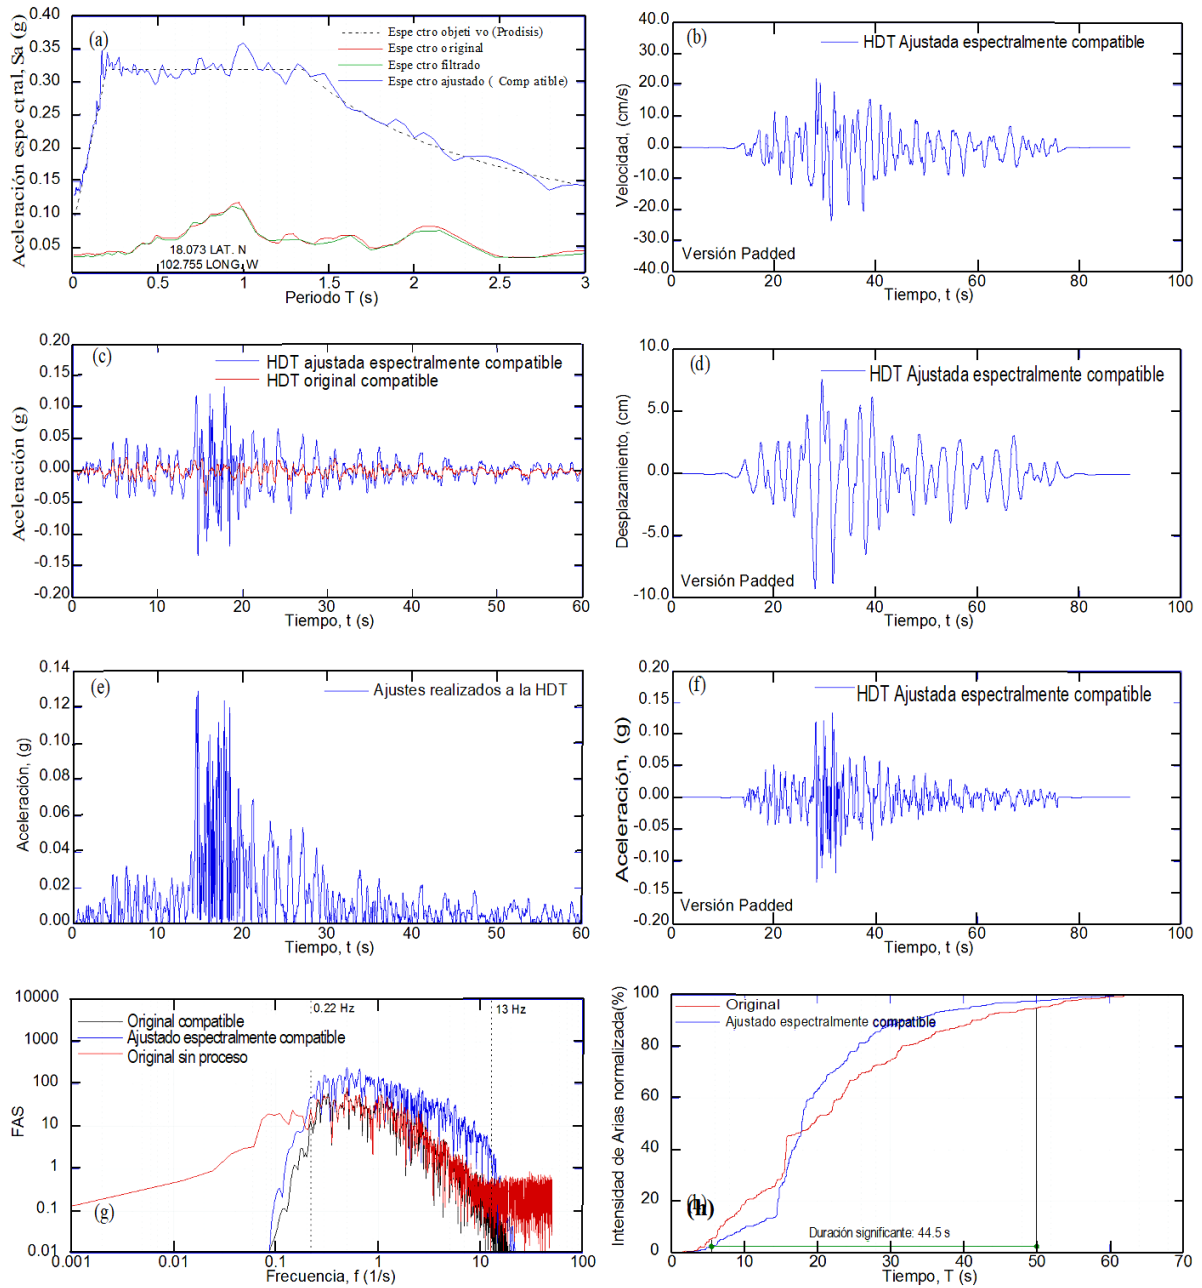 (a)
Espe ctro objeti vo (Prodisis)
Espe ctro o riginal
Espe ctro filtrado
Espe ctro ajustado ( Comp atible)
18.073 LAT. N
102.755 LONG. W
Aceleración espe ctral, Sa (g)
0.40
0.35
0.30
0.25
0.20
0.15
0.10
0.05
0 0.5 1 1.5 2 2.5 3
Periodo T (s)
(b)
HDT Ajustada espectralmente compatible
Velocidad, (cm/s)
40.0
30.0
20.0
10.0
0.0
-10.0
-20.0
-30.0
-40.0
Versión Padded
0 20 40 60 80 100
Tiempo, t (s)
(c)
HDT ajustada espectralmente compatible
HDT original compatible
Aceleración (g)
0.20
0.15
0.10
0.05
0.00
-0.05
-0.10
-0.15
-0.20
0 10 20 30 40 50 60
Tiempo, t (s)
(d)
HDT Ajustada espectralmente compatible
Desplazamiento, (cm)
10.0
5.0
0.0
-5.0
-10.0
Versión Padded
0 20 40 60 80 100
Tiempo, t (s)
(e)
Ajustes realizados a la HDT
Aceleración, (g)
0.14
0.12
0.10
0.08
0.06
0.04
0.02
0.00
0 10 20 30 40 50 60
Tiempo, t (s)
(f)
HDT Ajustada espectralmente compatible
Aceleración, (g)
0.20
0.15
0.10
0.05
0.00
-0.05
-0.10
-0.15
-0.20
Versión Padded
0 20 40 60 80 100
Tiempo, t (s)
0.22 Hz
13 Hz
Original compatible
Ajustado espectralmente compatible
Original sin proceso
FAS
10000
1000
100
10
1
0.1
0.01
(g)
0.001 0.01 0.1 1 10 100
Frecuencia, f (1/s)
Original
Ajustado espectralmente compatible
Intensidad de Arias normalizada(%)
100
80
60
40
20
0
(h)
Duración significante: 44.5 s
0 10 20 30 40 50 60 70
Tiempo, T (s)